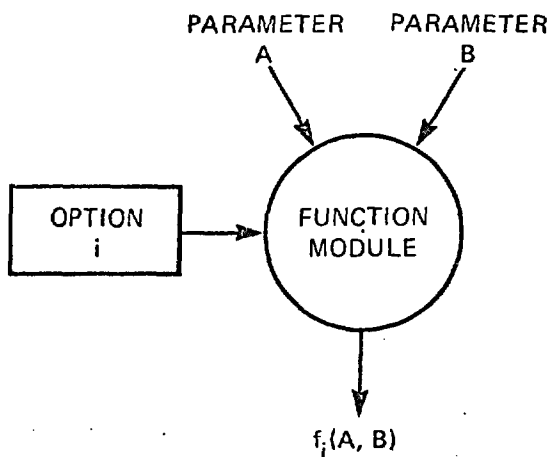 PARAMETER
A
PARAMETER
B
OPTION
i
FUNCTION
MODULE
fi(A, B)